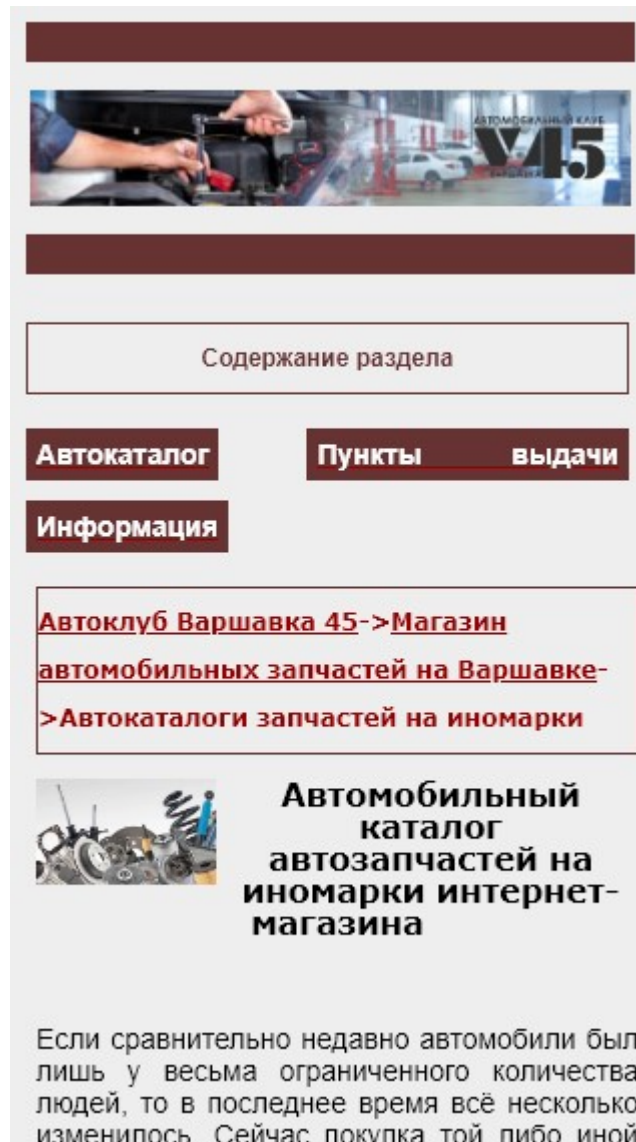 АВТОМОБИЛЬНЫЙ КЛУБ
V45
ВАРШАВКА
Содержание раздела
Автокаталог
Пункты выдачи
Информация
Автоклуб Варшавка 45->Магазин
автомобильных запчастей на Варшавке-
>Автокаталоги запчастей на иномарки
Автомобильный
каталог
автозапчастей на
иномарки интернет-
магазина
Если сравнительно недавно автомобили был
лишь у весьма ограниченного количества
людей, то в последнее время всё несколько
изменилось. Сейчас покупка той либо иной